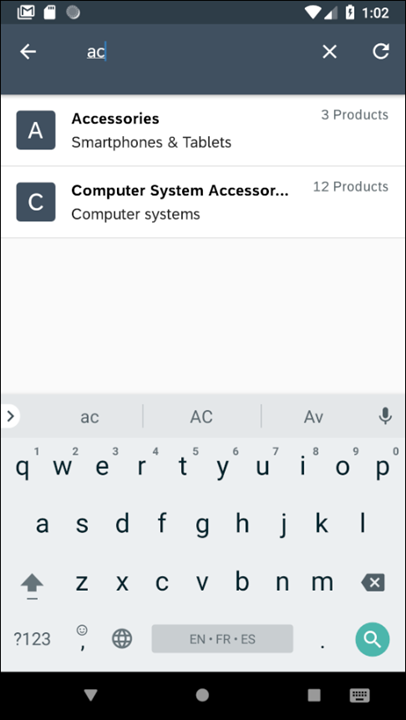 1:02
ac
A
Accessories
3 Products
Smartphones & Tablets
C
Computer System Accessor...
12 Products
Computer systems
ac AC Av
1 2 3 4 5 6 7 8 9 0
q w e r t y u i o p
a s d f g h j k l
z x c v b n m
?123 , EN • FR • ES .